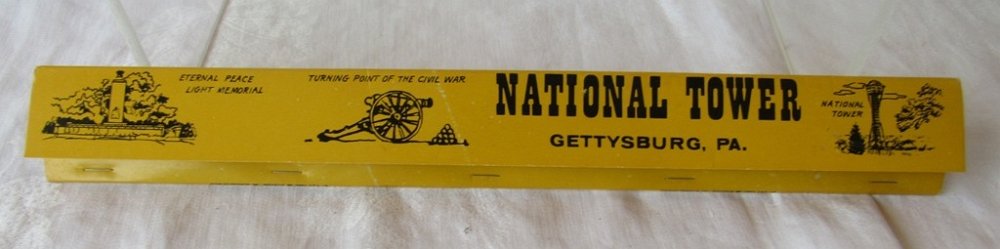 ETERNAL PEACE
LIGHT MEMORIAL
TURNING POINT OF THE CIVIL WAR
NATIONAL TOWER
GETTYSBURG, PA.
NATIONAL
TOWER